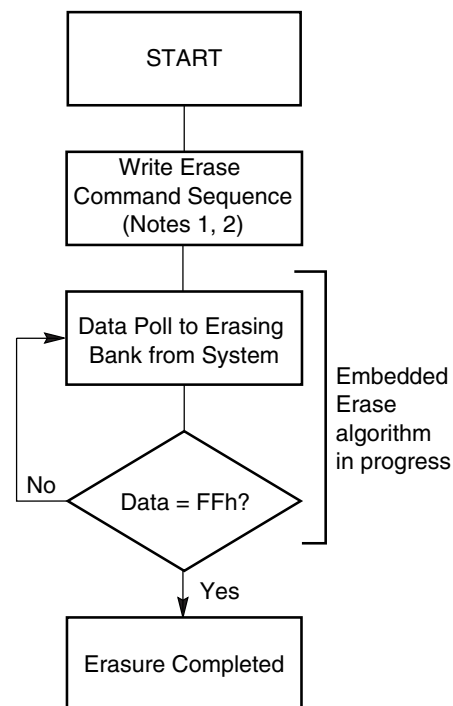 START
Write Erase
Command Sequence
(Notes 1, 2)
Data Poll to Erasing
Bank from System
Embedded
Erase
algorithm
in progress
No
Data = FFh?
Yes
Erasure Completed